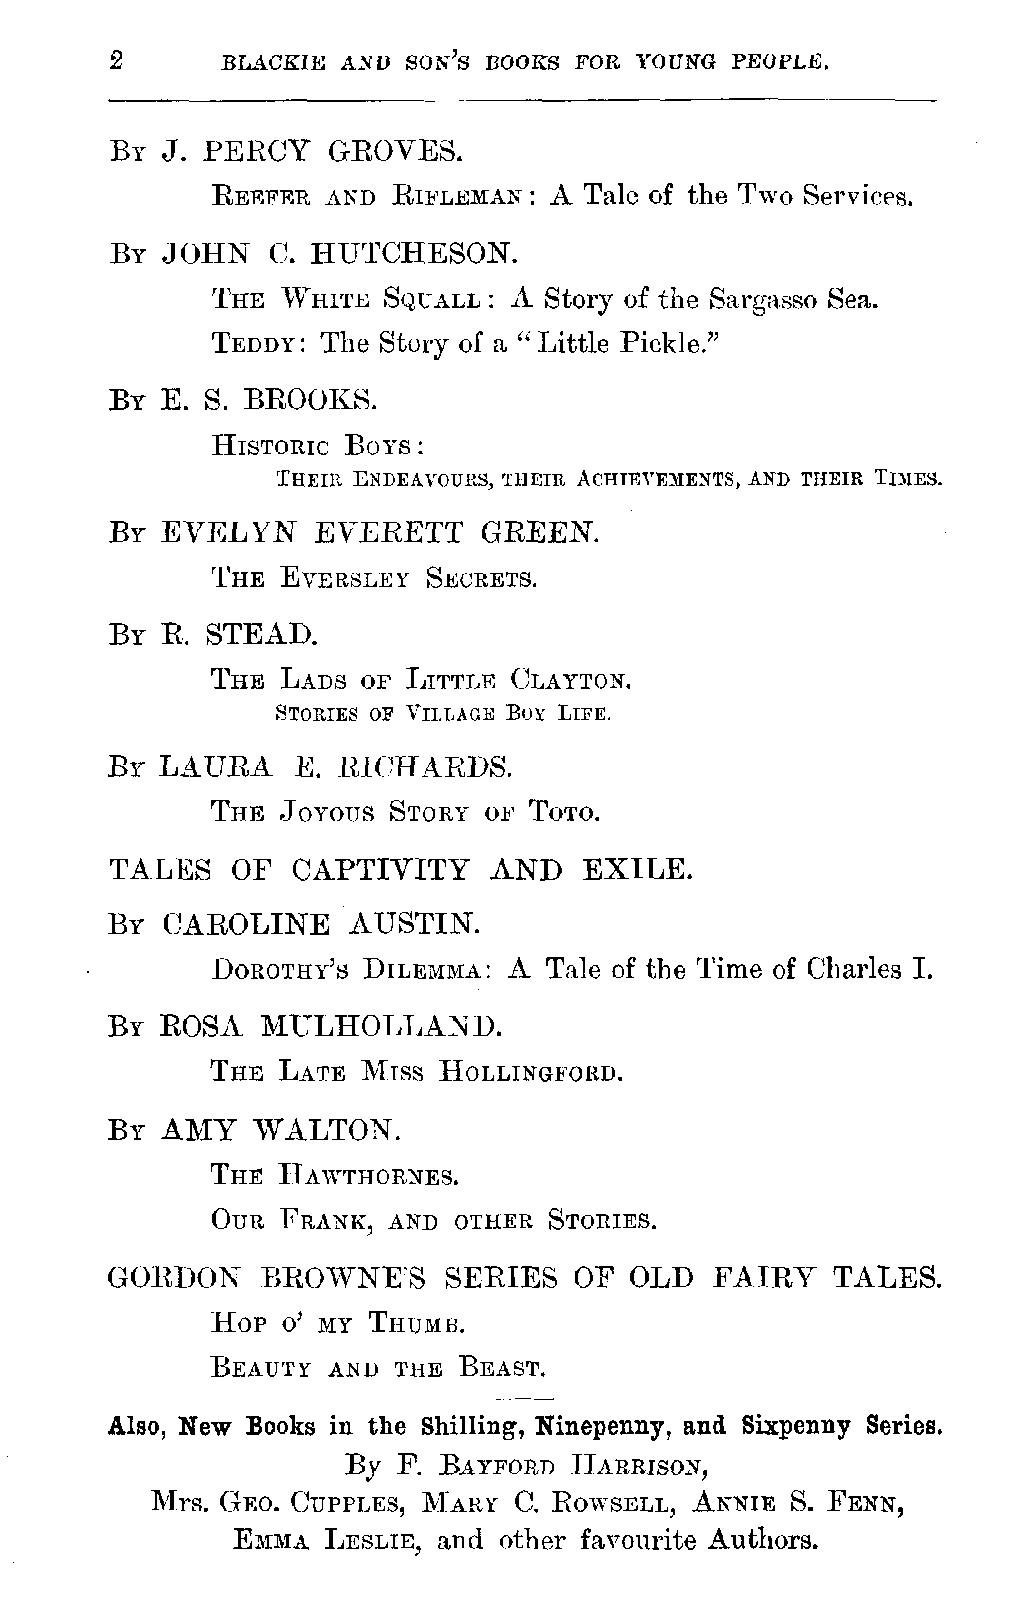 2 BLACKIE AND SON'S BOOKS FOR YOUNG PEOPLE.
By J. PERCY GROVES.
REEFER AND RIFLEMAN: A Tale of the Two Services.
By JOHN C. HUTCHESON.
THE WHITE SQUALL: A Story of the Sargasso Sea.
TEDDY: The Story of a "Little Pickle."
By E. S. BROOKS.
HISTORIC BOYS:
THEIR ENDEAVOURS, THEIR ACHIEVEMENTS, AND THEIR TIMES.
By EVELYN EVERETT GREEN.
THE EVERSLEY SECRETS.
By R. STEAD.
THE LADS OF LITTLE CLAYTON.
STORIES OF VILLAGE BOY LIFE.
By LAURA E. RICHARDS.
THE JOYOUS STORY OF TOTO.
TALES OF CAPTIVITY AND EXILE.
By CAROLINE AUSTIN.
DOROTHY'S DILEMMA: A Tale of the Time of Charles I.
By ROSA MULHOLLAND.
THE LATE MISS HOLLINGFORD.
By AMY WALTON.
THE HAWTHORNES.
OUR FRANK, AND OTHER STORIES.
GORDON BROWNE'S SERIES OF OLD FAIRY TALES.
HOP O' MY THUMB.
BEAUTY AND THE BEAST.
Also, New Books in the Shilling, Ninepenny, and Sixpenny Series.
By F. BAYFORD HARRISON,
Mrs. GEO. CUPPLES, MARY C. ROWSELL, ANNIE S. FENN,
EMMA LESLIE, and other favourite Authors.